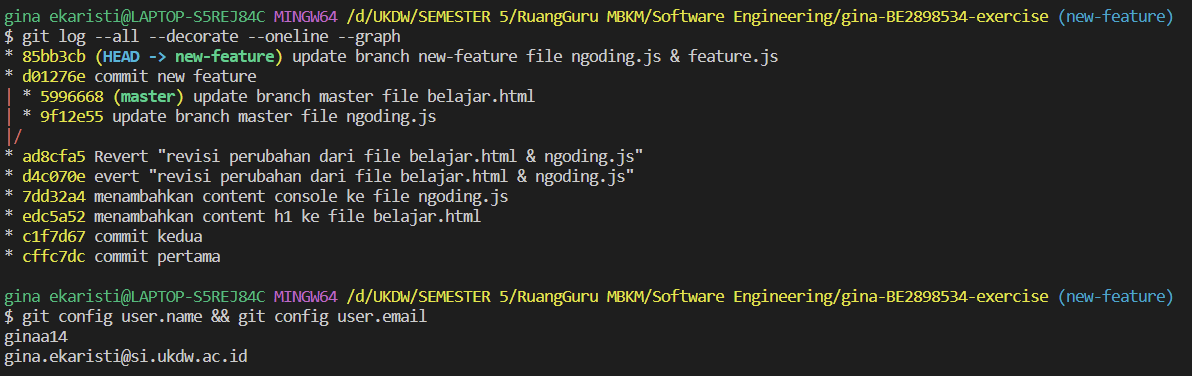 gina ekaristi@LAPTOP-S5REJ84C MINGW64 /d/UKDW/SEMESTER 5/RuangGuru MBKM/Software Engineering/gina-BE2898534-exercise (new-feature)
$ git log --all --decorate --oneline --graph
* 85bb3cb (HEAD -> new-feature) update branch new-feature file ngoding.js & feature.js
* d01276e commit new feature
| * 5996668 (master) update branch master file belajar.html
| * 9f12e55 update branch master file ngoding.js
|/
* ad8cfa5 Revert "revisi perubahan dari file belajar.html & ngoding.js"
* d4c070e evert "revisi perubahan dari file belajar.html & ngoding.js"
* 7dd32a4 menambahkan content console ke file ngoding.js
* edc5a52 menambahkan content h1 ke file belajar.html
* c1f7d67 commit kedua
* cffc7dc commit pertama
gina ekaristi@LAPTOP-S5REJ84C MINGW64 /d/UKDW/SEMESTER 5/RuangGuru MBKM/Software Engineering/gina-BE2898534-exercise (new-feature)
$ git config user.name && git config user.email
ginaa14
gina.ekaristi@si.ukdw.ac.id